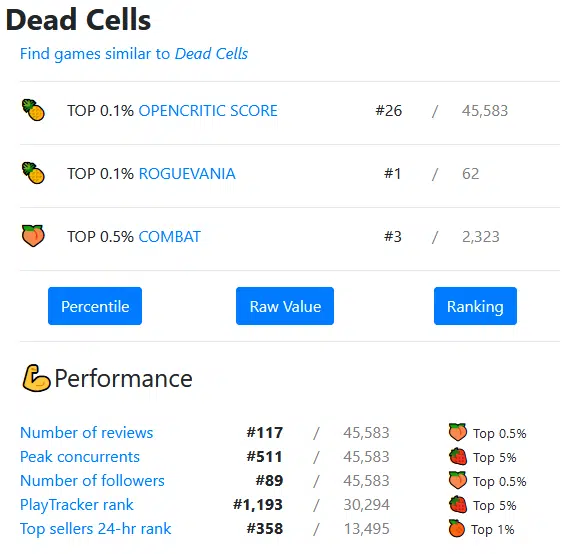 Dead Cells
Find games similar to Dead Cells
TOP 0.1% OPENCRITIC SCORE #26 / 45,583
TOP 0.1% ROGUEVANIA #1 / 62
TOP 0.5% COMBAT #3 / 2,323
Percentile Raw Value Ranking
Performance
Number of reviews #117 / 45,583 Top 0.5%
Peak concurrents #511 / 45,583 Top 5%
Number of followers #89 / 45,583 Top 0.5%
PlayTracker rank #1,193 / 30,294 Top 5%
Top sellers 24-hr rank #358 / 13,495 Top 1%